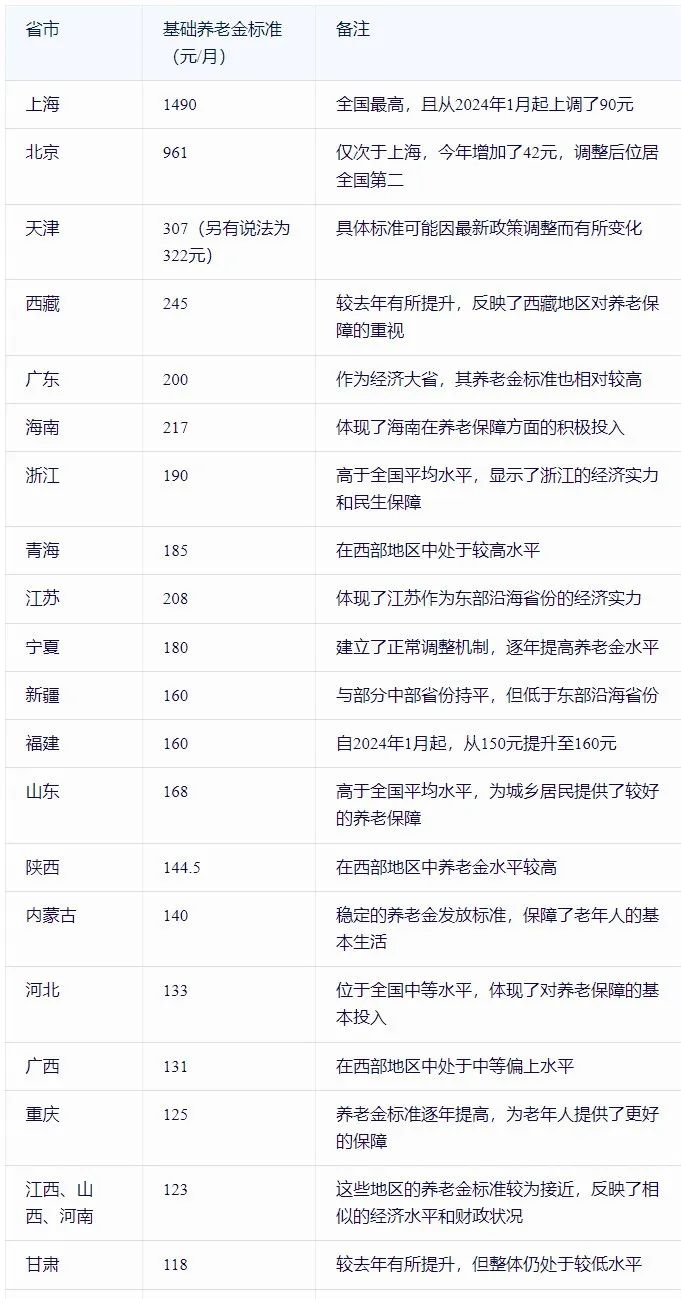 省市 基础养老金标准 备注
（元/月）
上海 1490 全国最高，且从2024年1月起上调了90元
北京 961 仅次于上海，今年增加了42元，调整后位居
全国第二
天津 307（另有说法为 具体标准可能因最新政策调整而有所变化
322元）
西藏 245 较去年有所提升，反映了西藏地区对养老保
障的重视
广东 200 作为经济大省，其养老金标准也相对较高
海南 217 体现了海南在养老保障方面的积极投入
浙江 190 高于全国平均水平，显示了浙江的经济实力
和民生保障
青海 185 在西部地区中处于较高水平
江苏 208 体现了江苏作为东部沿海省份的经济实力
宁夏 180 建立了正常调整机制，逐年提高养老金水平
新疆 160 与部分中部省份持平，但低于东部沿海省份
福建 160 自2024年1月起，从150元提升至160元
山东 168 高于全国平均水平，为城乡居民提供了较好
的养老保障
陕西 144.5 在西部地区中养老金水平较高
内蒙古 140 稳定的养老金发放标准，保障了老年人的基
本生活
河北 133 位于全国中等水平，体现了对养老保障的基
本投入
广西 131 在西部地区中处于中等偏上水平
重庆 125 养老金标准逐年提高，为老年人提供了更好
的保障
江西、山 123 这些地区的养老金标准较为接近，反映了相
西、河南 似的经济水平和财政状况
甘肃 118 较去年有所提升，但整体仍处于较低水平